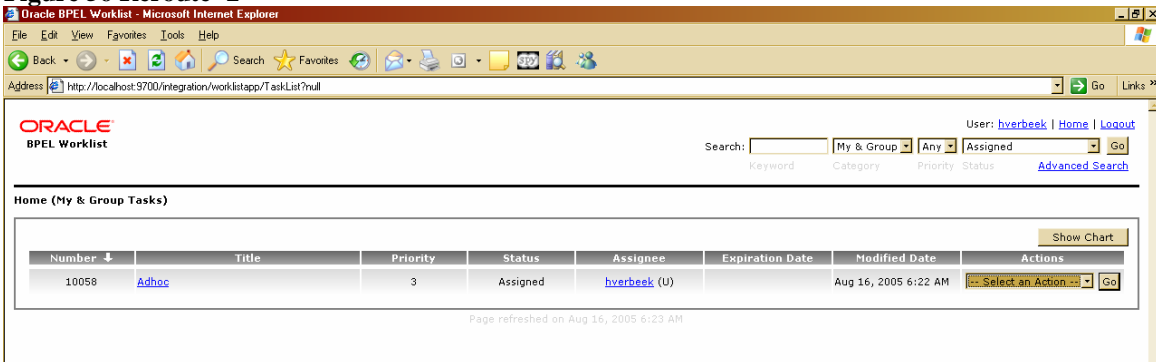 Oracle BPEL Worklist - Microsoft Internet Explorer
File Edit View Favorites Tools Help
Back Search Favorites
Address http://localhost:9700/integration/worklistapp/TaskList?null Go Links »
ORACLE
BPEL Worklist
User: hverbeek | Home | Logout
Search: My & Group Any Assigned Go
Keyword Category Priority Status Advanced Search
Home (My & Group Tasks)
Show Chart
Number Title Priority Status Assignee Expiration Date Modified Date Actions
10058 Adhoc 3 Assigned hverbeek (U) Aug 16, 2005 6:22 AM -- Select an Action -- Go
Page refreshed on Aug 16, 2005 6:23 AM